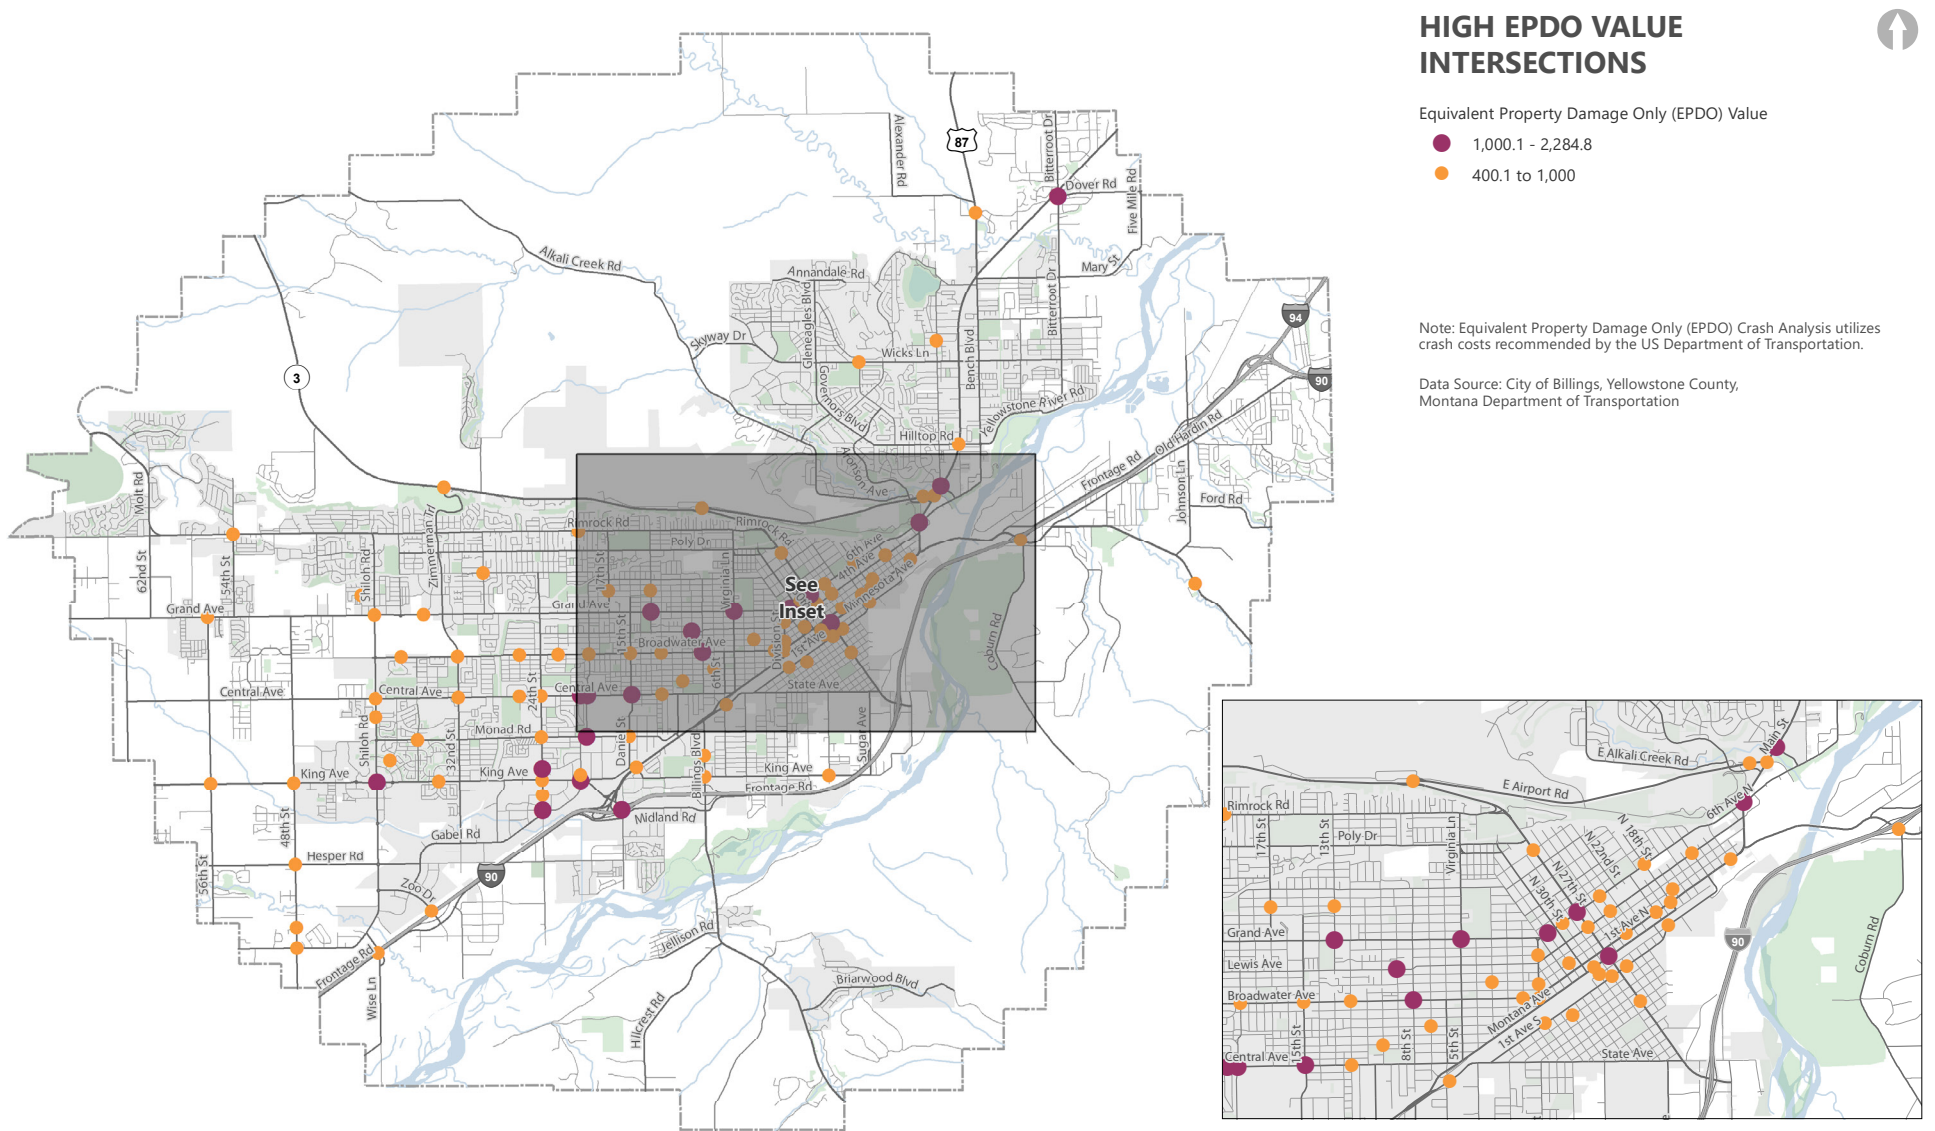 HIGH EPDO VALUE
INTERSECTIONS
Equivalent Property Damage Only (EPDO) Value
1,000.1 - 2,284.8
400.1 to 1,000
Note: Equivalent Property Damage Only (EPDO) Crash Analysis utilizes
crash costs recommended by the US Department of Transportation.
Data Source: City of Billings, Yellowstone County,
Montana Department of Transportation
87
Alexander Rd
Bitterroot Dr
Dover Rd
Five Mile Rd
Alkali Creek Rd
Annandale Rd
Mary St
Gleneagles Blvd
Bitterroot Dr
94
Skyway Dr
Wicks Ln
Bench Blvd
3
90
Governors Blvd
Yellowstone River Rd
Hilltop Rd
Old Hardin Rd
Aronson Ave
Frontage Rd
Molt Rd
Johnson Ln
Ford Rd
Rimrock Rd
Rimrock Rd
Poly Dr
6th Ave
4th Ave
Minnesota Ave
62nd St
54th St
Shiloh Rd
Zimmerman Trl
17th St
Virginia Ln
See
Inset
Grand Ave
Grand Ave
15th St
Broadwater Ave
Division St
1st Ave
6th St
Coburn Rd
Central Ave
Central Ave
24th St
Central Ave
State Ave
Shiloh Rd
Monad Rd
32nd St
Daniel St
Billings Blvd
Sugar Ave
King Ave
King Ave
King Ave
Frontage Rd
48th St
Gabel Rd
Midland Rd
Hesper Rd
56th St
Zoo Dr
90
Frontage Rd
Wise Ln
Jellison Rd
Hillcrest Rd
Briarwood Blvd
Main St
E Alkali Creek Rd
E Airport Rd
6th Ave N
Rimrock Rd
17th St
13th St
Poly Dr
Virginia Ln
N 18th St
N 22nd St
N 27th St
N 30th St
1st Ave N
Grand Ave
Lewis Ave
Broadwater Ave
Montana Ave
1st Ave S
90
Coburn Rd
Central Ave
15th St
8th St
5th St
State Ave